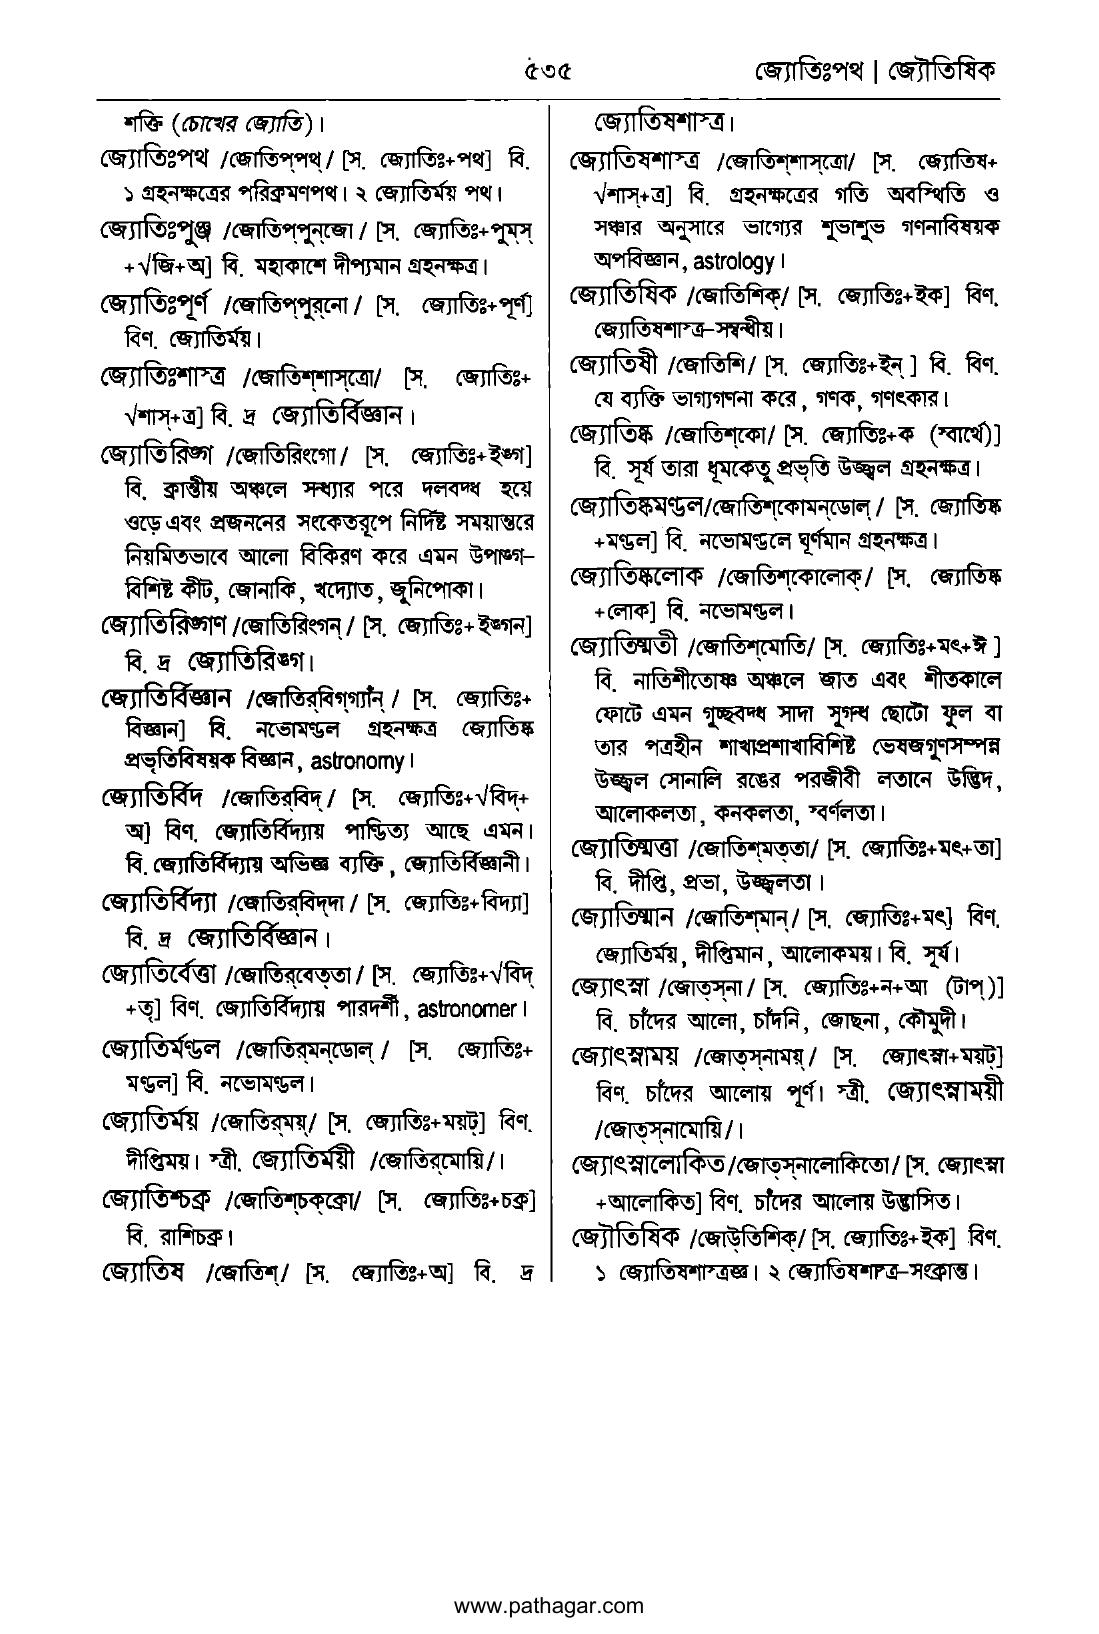 ৫৩৫
জ্যোতিঃপথ | জ্যৌতিষিক
শক্তি (চোখের জ্যোতি)।
জ্যোতিঃপথ /জোতিপ্‌পথ্/ [স. জ্যোতিঃ+পথ] বি.
১ গ্রহনক্ষত্রের পরিক্রমণপথ। ২ জ্যোতির্ময় পথ।
জ্যোতিঃপুঞ্জ /জোতিপ্‌পুন্‌জো/ [স. জ্যোতিঃ+পুম্‌স্
+√জি+অ] বি. মহাকাশে দীপ্যমান গ্রহনক্ষত্র।
জ্যোতিঃপূর্ণ /জোতিপ্‌পুর্‌নো/ [স. জ্যোতিঃ+পূর্ণ]
বিণ. জ্যোতির্ময়।
জ্যোতিঃশাস্ত্র /জোতিশ্‌শাস্‌ত্রো/ [স. জ্যোতিঃ+
√শাস্+ত্র] বি. দ্র জ্যোতির্বিজ্ঞান।
জ্যোতিরিঙ্গ /জোতিরিংগো/ [স. জ্যোতিঃ+ইঙ্গ]
বি. ক্রান্তীয় অঞ্চলে সন্ধ্যার পরে দলবদ্ধ হয়ে
ওড়ে এবং প্রজননের সংকেতরূপে নির্দিষ্ট সময়ান্তরে
নিয়মিতভাবে আলো বিকিরণ করে এমন উপাঙ্গ–
বিশিষ্ট কীট, জোনাকি, খদ্যোত, জুনিপোকা।
জ্যোতিরিঙ্গণ /জোতিরিংগন্/ [স. জ্যোতিঃ+ইঙ্গন]
বি. দ্র জ্যোতিরিঙ্গ।
জ্যোতির্বিজ্ঞান /জোতির্‌বিগ্‌গ্যাঁন্/ [স. জ্যোতিঃ+
বিজ্ঞান] বি. নভোমণ্ডল গ্রহনক্ষত্র জ্যোতিষ্ক
প্রভৃতিবিষয়ক বিজ্ঞান, astronomy।
জ্যোতির্বিদ /জোতির্‌বিদ্/ [স. জ্যোতিঃ+√বিদ্+
অ] বিণ. জ্যোতির্বিদ্যায় পাণ্ডিত্য আছে এমন।
বি. জ্যোতির্বিদ্যায় অভিজ্ঞ ব্যক্তি, জ্যোতির্বিজ্ঞানী।
জ্যোতির্বিদ্যা /জোতির্‌বিদ্‌দা/ [স. জ্যোতিঃ+বিদ্যা]
বি. দ্র জ্যোতির্বিজ্ঞান।
জ্যোতির্বেত্তা /জোতির্‌বেত্‌তা/ [স. জ্যোতিঃ+√বিদ্
+তৃ] বিণ. জ্যোতির্বিদ্যায় পারদর্শী, astronomer।
জ্যোতির্মণ্ডল /জোতির্‌মন্‌ডোল্/ [স. জ্যোতিঃ+
মণ্ডল] বি. নভোমণ্ডল।
জ্যোতির্ময় /জোতির্‌ময়্/ [স. জ্যোতিঃ+ময়ট্] বিণ.
দীপ্তিময়। স্ত্রী. জ্যোতির্ময়ী /জোতির্‌মোয়ি/।
জ্যোতিশ্চক্র /জোতিশ্‌চক্‌ক্রো/ [স. জ্যোতিঃ+চক্র]
বি. রাশিচক্র।
জ্যোতিষ /জোতিশ্/ [স. জ্যোতিঃ+অ] বি. দ্র
জ্যোতিষশাস্ত্র।
জ্যোতিষশাস্ত্র /জোতিশ্‌শাস্‌ত্রো/ [স. জ্যোতিষ+
√শাস্+ত্র] বি. গ্রহনক্ষত্রের গতি অবস্থিতি ও
সঞ্চার অনুসারে ভাগ্যের শুভাশুভ গণনাবিষয়ক
অপবিজ্ঞান, astrology।
জ্যোতিষিক /জোতিশিক্/ [স. জ্যোতিঃ+ইক] বিণ.
জ্যোতিষশাস্ত্র–সম্বন্ধীয়।
জ্যোতিষী /জোতিশি/ [স. জ্যোতিঃ+ইন্ ] বি. বিণ.
যে ব্যক্তি ভাগ্যগণনা করে, গণক, গণৎকার।
জ্যোতিষ্ক /জোতিশ্‌কো/ [স. জ্যোতিঃ+ক (স্বার্থে)]
বি. সূর্য তারা ধূমকেতু প্রভৃতি উজ্জ্বল গ্রহনক্ষত্র।
জ্যোতিষ্কমণ্ডল/জোতিশ্‌কোমন্‌ডোল্/ [স. জ্যোতিষ্ক
+মণ্ডল] বি. নভোমণ্ডলে ঘূর্ণমান গ্রহনক্ষত্র।
জ্যোতিষ্কলোক /জোতিশ্‌কোলোক্/ [স. জ্যোতিষ্ক
+লোক] বি. নভোমণ্ডল।
জ্যোতিষ্মতী /জোতিশ্‌মোতি/ [স. জ্যোতিঃ+মৎ+ঈ ]
বি. নাতিশীতোষ্ণ অঞ্চলে জাত এবং শীতকালে
ফোটে এমন গুচ্ছবদ্ধ সাদা সুগন্ধ ছোটো ফুল বা
তার পত্রহীন শাখাপ্রশাখাবিশিষ্ট ভেষজগুণসম্পন্ন
উজ্জ্বল সোনালি রঙের পরজীবী লতানে উদ্ভিদ,
আলোকলতা, কনকলতা, স্বর্ণলতা।
জ্যোতিষ্মত্তা /জোতিশ্‌মত্‌তা/ [স. জ্যোতিঃ+মৎ+তা]
বি. দীপ্তি, প্রভা, উজ্জ্বলতা।
জ্যোতিষ্মান /জোতিশ্‌মান্/ [স. জ্যোতিঃ+মৎ] বিণ.
জ্যোতির্ময়, দীপ্তিমান, আলোকময়। বি. সূর্য।
জ্যোৎস্না /জোত্‌স্‌না/ [স. জ্যোতিঃ+ন+আ (টাপ্)]
বি. চাঁদের আলো, চাঁদনি, জোছনা, কৌমুদী।
জ্যোৎস্নাময় /জোত্‌স্‌নাময়্/ [স. জ্যোৎস্না+ময়ট্]
বিণ. চাঁদের আলোয় পূর্ণ। স্ত্রী. জ্যোৎস্নাময়ী
/জোত্‌স্‌নামোয়ি/।
জ্যোৎস্নালোকিত/জোত্‌স্‌নালোকিতো/ [স. জ্যোৎস্না
+আলোকিত] বিণ. চাঁদের আলোয় উদ্ভাসিত।
জ্যৌতিষিক /জোউ্‌তিশিক্/ [স. জ্যোতিঃ+ইক] বিণ.
১ জ্যোতিষশাস্ত্রজ্ঞ। ২ জ্যোতিষশাস্ত্র–সংক্রান্ত।
www.pathagar.com